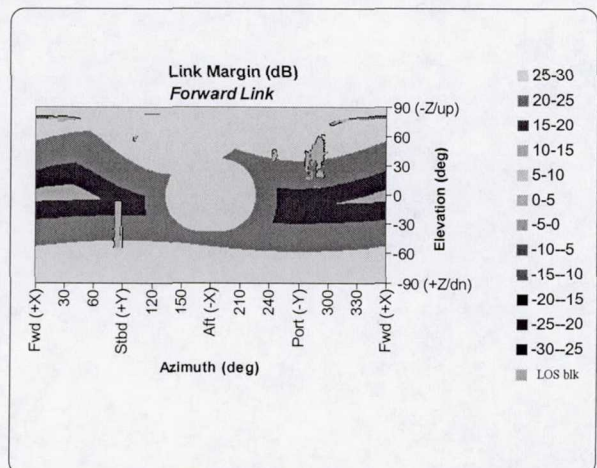 Link Margin (dB)
Forward Link
90 (-Z/up)
60
30
0
-30
-60
-90 (+Z/dn)
Elevation (deg)
Fwd (+X)
30
60
Stbd (+Y)
120
150
Aft (-X)
210
240
Port (-Y)
300
330
Fwd (+X)
Azimuth (deg)
25-30
20-25
15-20
10-15
5-10
0-5
-5-0
-10--5
-15--10
-20--15
-25--20
-30--25
LOS blk